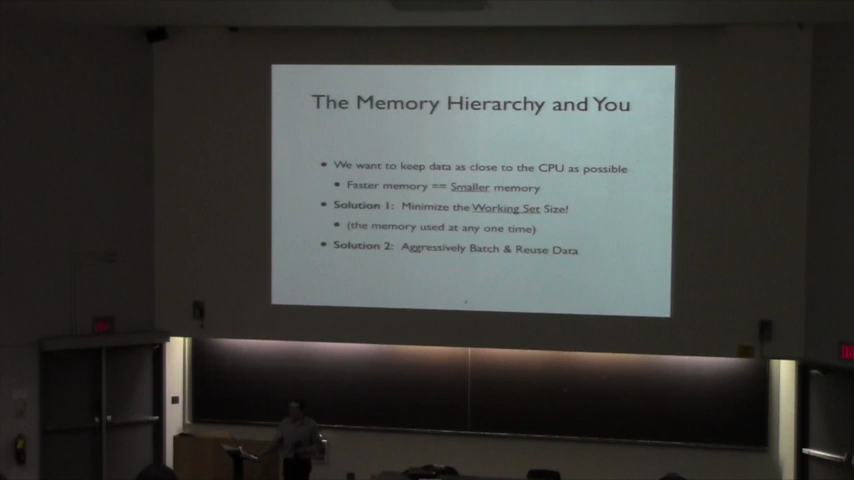 The Memory Hierarchy and You
• We want to keep data as close to the CPU as possible
• Faster memory == Smaller memory
• Solution 1: Minimize the Working Set Size!
• (the memory used at any one time)
• Solution 2: Aggressively Batch & Reuse Data